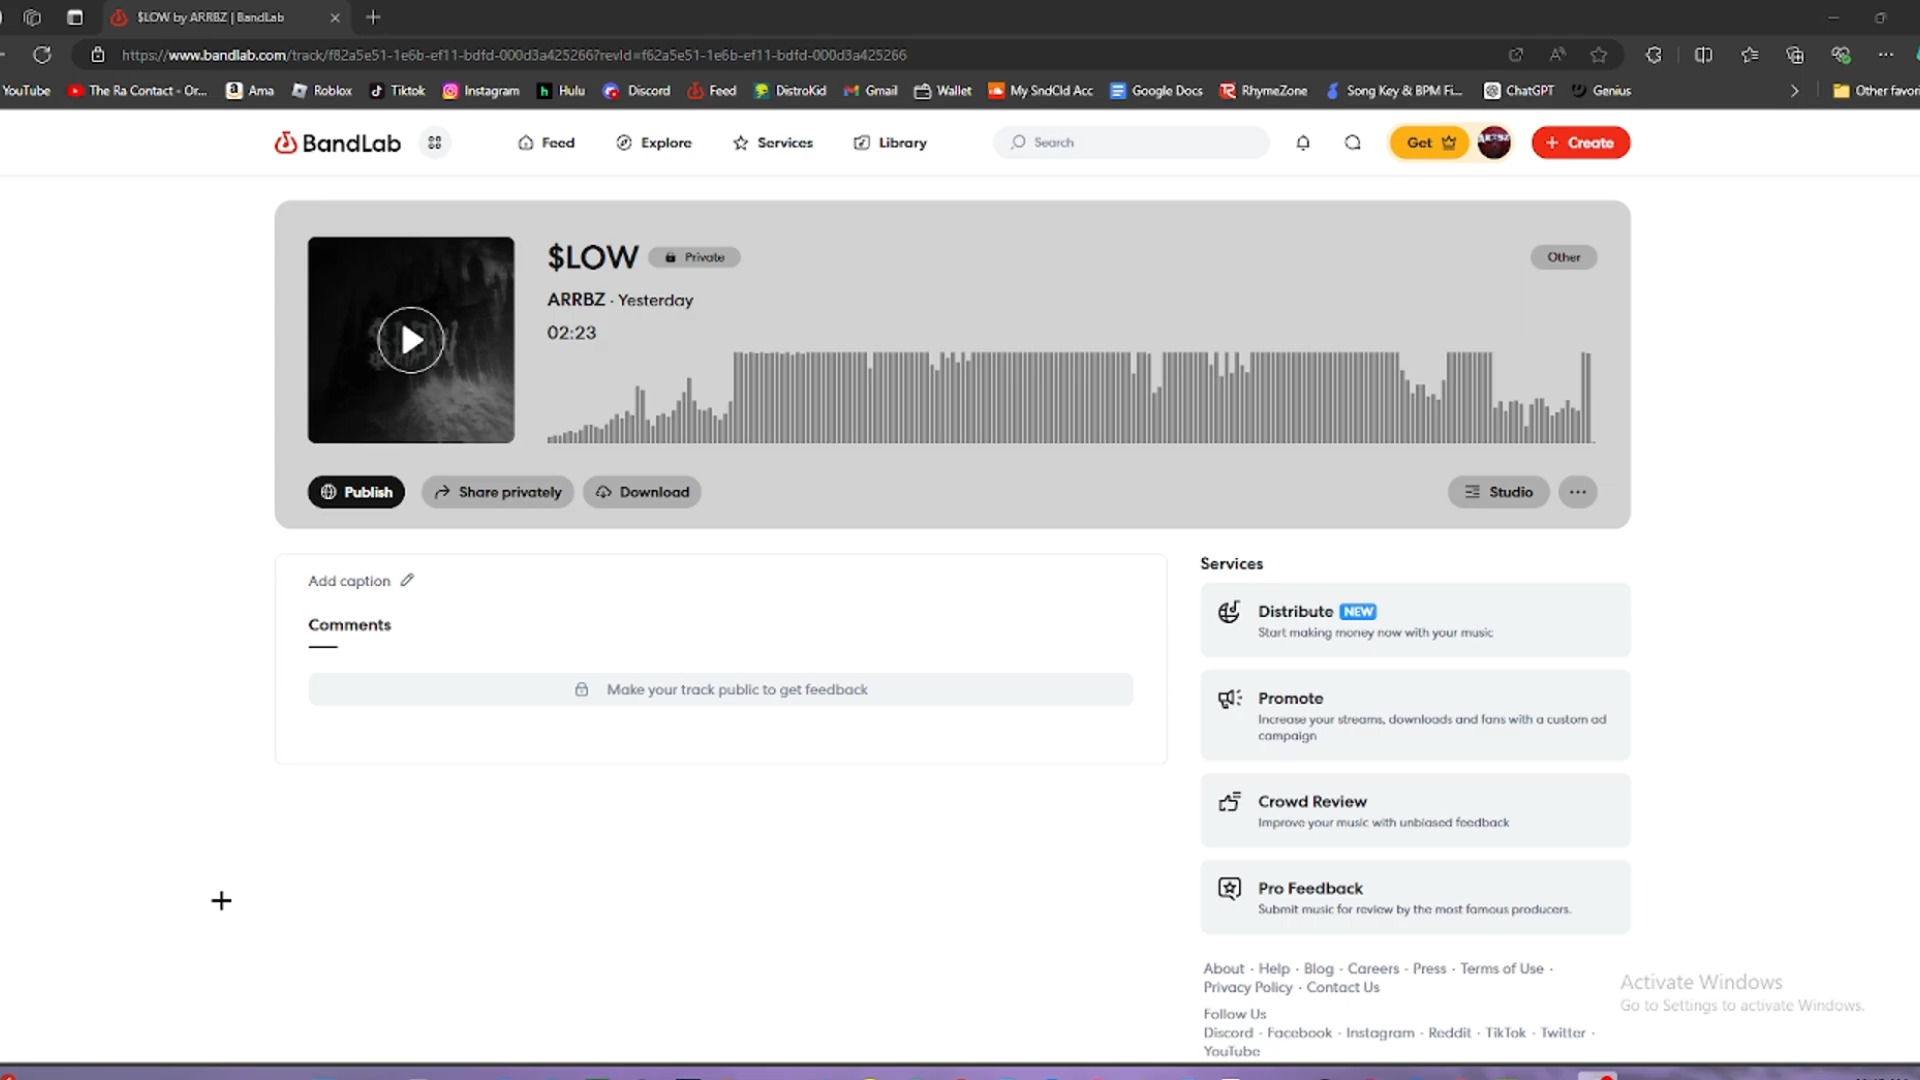 $LOW by ARRBZ | BandLab
https://www.bandlab.com/track/f82a5e51-1e6b-ef11-bdfd-000d3a425266?revId=f62a5e51-1e6b-ef11-bdfd-000d3a425266
YouTube The Ra Contact - Or... Ama Roblox Tiktok Instagram Hulu Discord Feed DistroKid Gmail Wallet My SndCld Acc Google Docs RhymeZone Song Key & BPM Fi... ChatGPT Genius Other favori
BandLab Feed Explore Services Library Search Get Create
$LOW Private Other
ARRBZ · Yesterday
02:23
Publish Share privately Download Studio
Add caption
Comments
Make your track public to get feedback
Services
Distribute NEW
Start making money now with your music
Promote
Increase your streams, downloads and fans with a custom ad
campaign
Crowd Review
Improve your music with unbiased feedback
Pro Feedback
Submit music for review by the most famous producers.
About · Help · Blog · Careers · Press · Terms of Use ·
Privacy Policy · Contact Us
Follow Us
Discord · Facebook · Instagram · Reddit · TikTok · Twitter ·
YouTube
Activate Windows
Go to Settings to activate Windows.